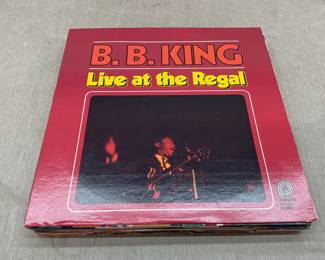 B. B. KING
Live at the Regal